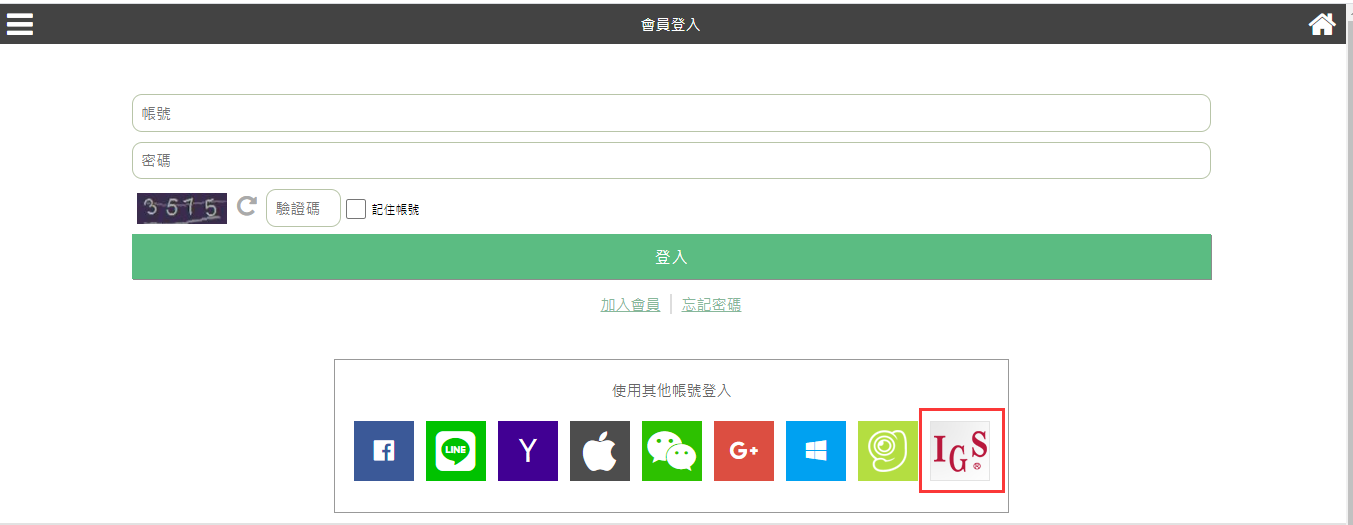 會員登入
帳號
密碼
3575
驗證碼
記住帳號
登入
加入會員 | 忘記密碼
使用其他帳號登入
LINE
Y
G+
IGS®